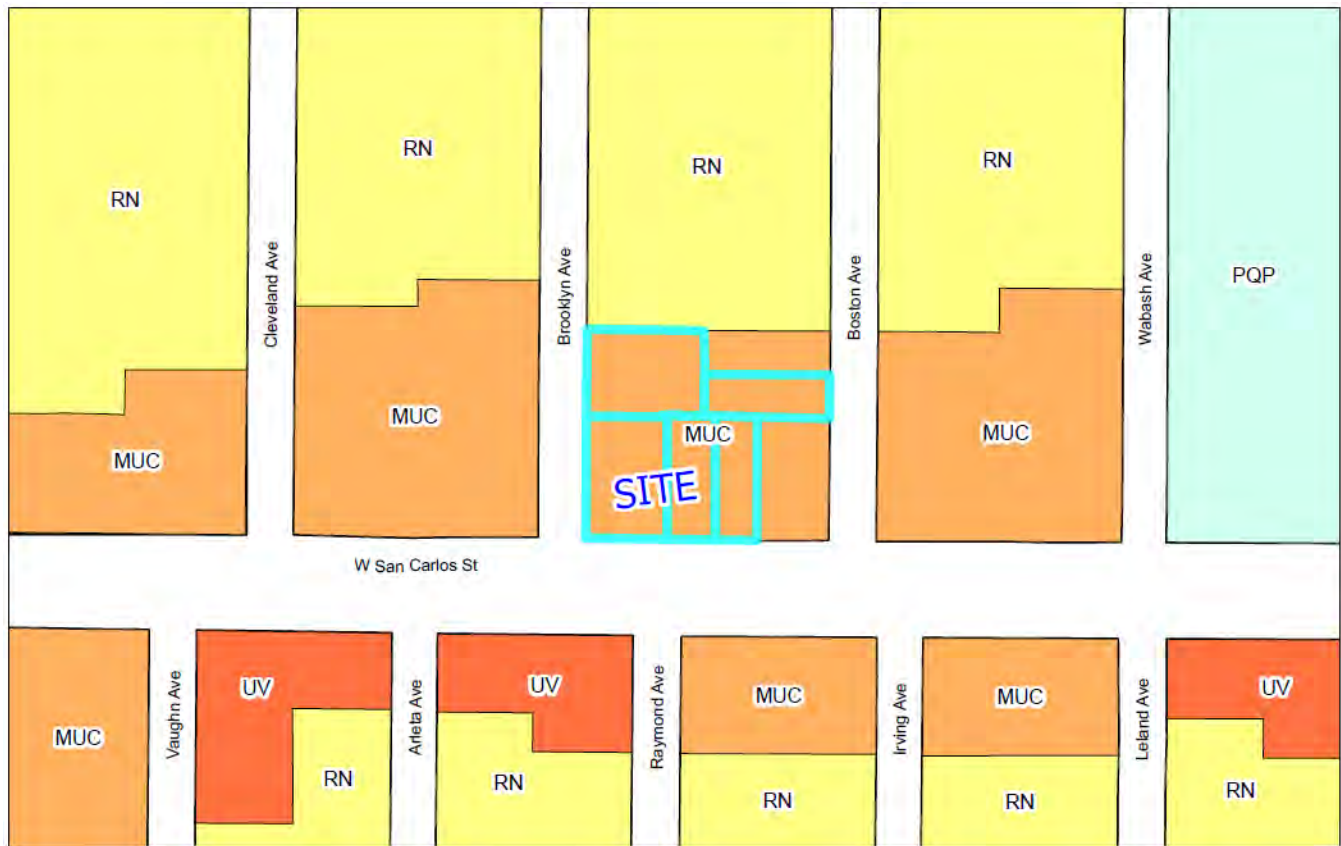 RN
RN
RN
RN
Cleveland Ave
Brooklyn Ave
Boston Ave
Wabash Ave
PQP
MUC
MUC
MUC
MUC
SITE
W San Carlos St
MUC
Vaughn Ave
UV
RN
Arleta Ave
UV
RN
Raymond Ave
MUC
RN
Irving Ave
MUC
RN
Leland Ave
UV
RN